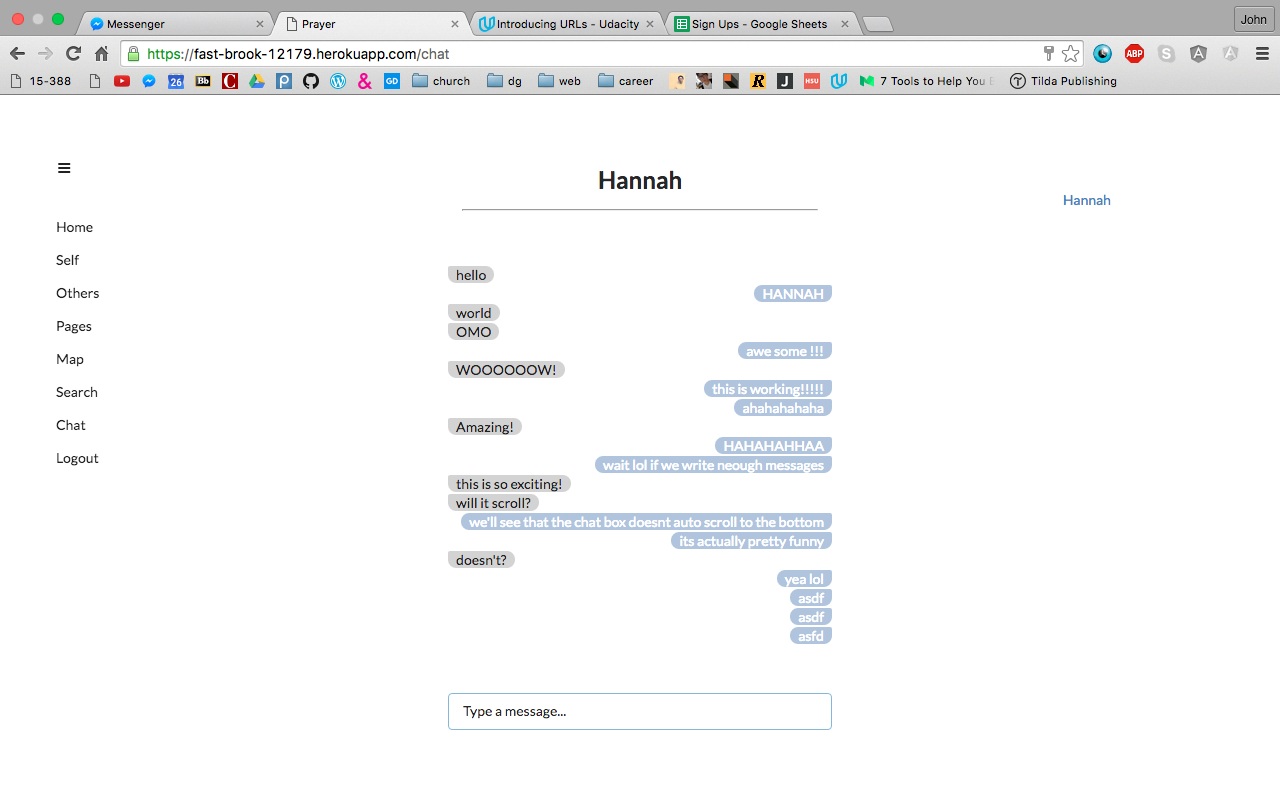 Messenger
Prayer
Introducing URLs - Udacity
Sign Ups - Google Sheets
John
https://fast-brook-12179.herokuapp.com/chat
ABP
S
A
A
15-388
26
Bb
C
P
&
GD
church
dg
web
career
R
J
HSU
7 Tools to Help You E
T
Tilda Publishing
Hannah
Hannah
Home
Self
Others
Pages
Map
Search
Chat
Logout
hello
HANNAH
world
OMO
awe some !!!
WOOOOOOW!
this is working!!!!!
ahahahahaha
Amazing!
HAHAHAHHAA
wait lol if we write neough messages
this is so exciting!
will it scroll?
we'll see that the chat box doesnt auto scroll to the bottom
its actually pretty funny
doesn't?
yea lol
asdf
asdf
asfd
Type a message...